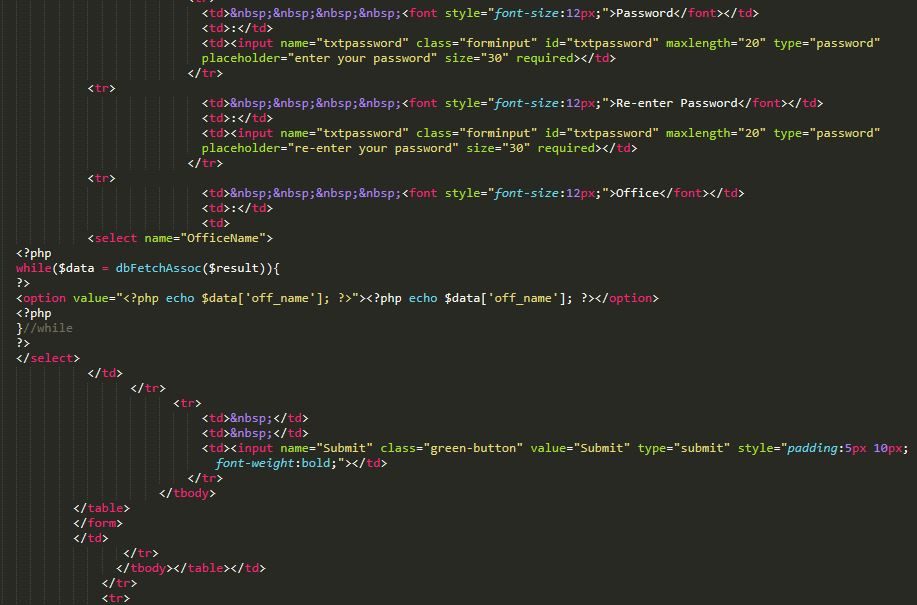 <td>&nbsp;&nbsp;&nbsp;&nbsp;<font style="font-size:12px;">Password</font></td>
<td>:</td>
<td><input name="txtpassword" class="forminput" id="txtpassword" maxlength="20" type="password"
placeholder="enter your password" size="30" required></td>
</tr>
<tr>
<td>&nbsp;&nbsp;&nbsp;&nbsp;<font style="font-size:12px;">Re-enter Password</font></td>
<td>:</td>
<td><input name="txtpassword" class="forminput" id="txtpassword" maxlength="20" type="password"
placeholder="re-enter your password" size="30" required></td>
</tr>
<tr>
<td>&nbsp;&nbsp;&nbsp;&nbsp;<font style="font-size:12px;">Office</font></td>
<td>:</td>
<td>
<select name="OfficeName">
<?php
while($data = dbFetchAssoc($result)){
?>
<option value="<?php echo $data['off_name']; ?>"><?php echo $data['off_name']; ?></option>
<?php
}//while
?>
</select>
</td>
</tr>
<tr>
<td>&nbsp;</td>
<td>&nbsp;</td>
<td><input name="Submit" class="green-button" value="Submit" type="submit" style="padding:5px 10px;
font-weight:bold;"></td>
</tr>
</tbody>
</table>
</form>
</td>
</tr>
</tbody></table></td>
</tr>
<tr>